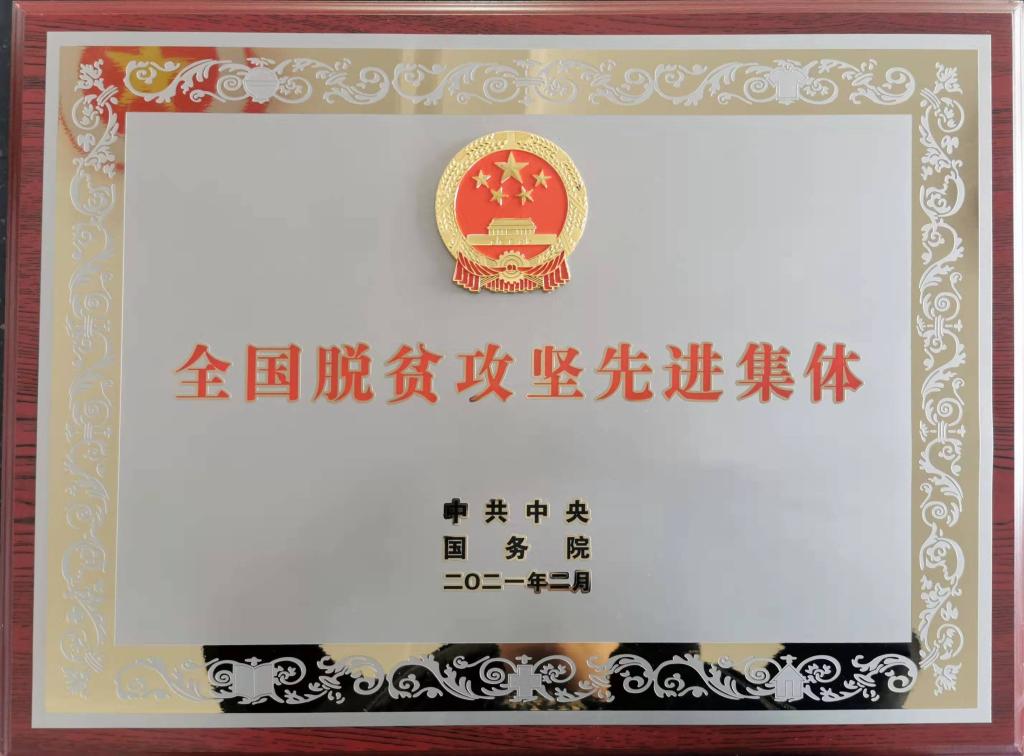 全国脱贫攻坚先进集体
中共中央
国务院
二〇二一年二月